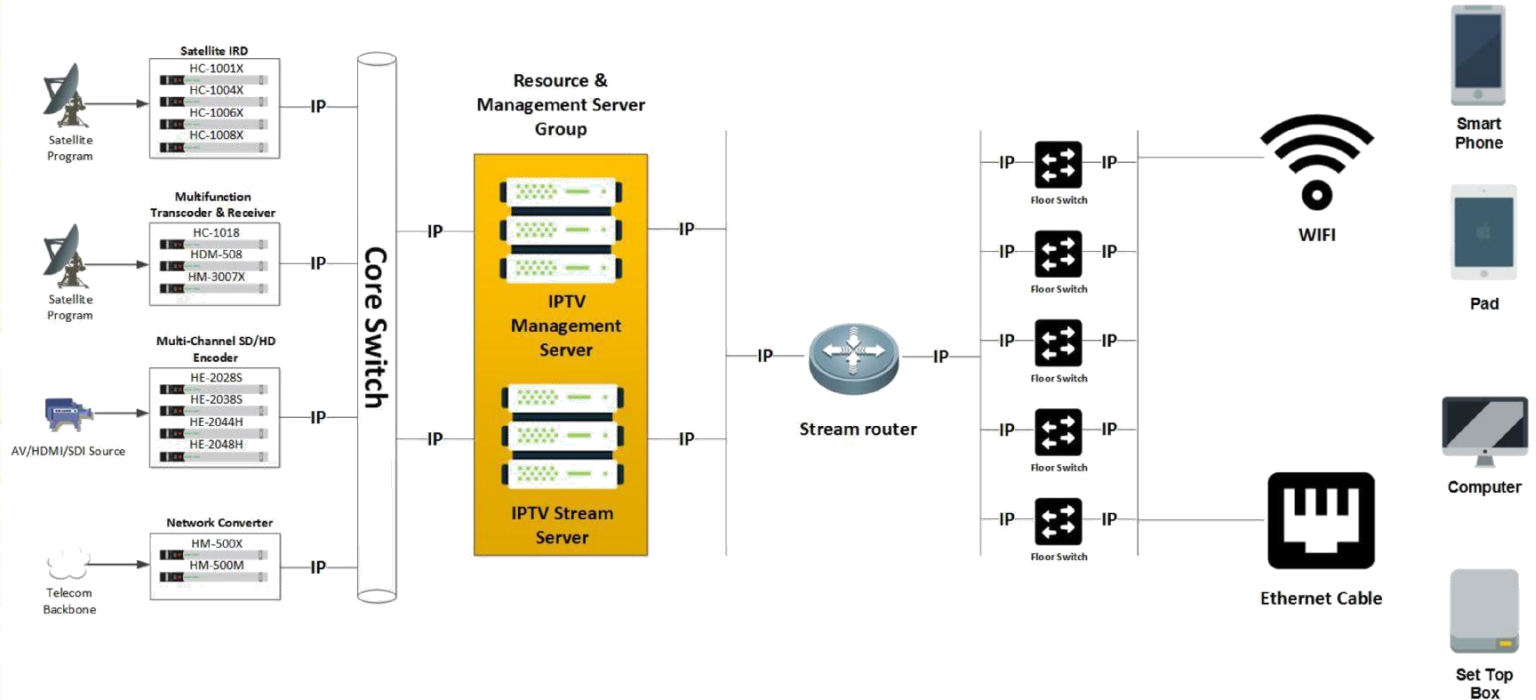 Satellite IRD
HC-1001X
HC-1004X
HC-1006X
HC-1008X
Satellite
Program
IP
Multifunction
Transcoder & Receiver
HC-1018
HDM-508
HM-3007X
Satellite
Program
IP
Multi-Channel SD/HD
Encoder
HE-2028S
HE-2038S
HE-2044H
HE-2048H
AV/HDMI/SDI Source
IP
Network Converter
HM-500X
HM-500M
Telecom
Backbone
IP
Core Switch
IP
IP
Resource &
Management Server
Group
IPTV
Management
Server
IPTV Stream
Server
IP
IP
IP
Stream router
IP
IP
Floor Switch
IP
IP
Floor Switch
IP
IP
Floor Switch
IP
IP
Floor Switch
IP
IP
Floor Switch
IP
WIFI
Ethernet Cable
Smart
Phone
Pad
Computer
Set Top
Box